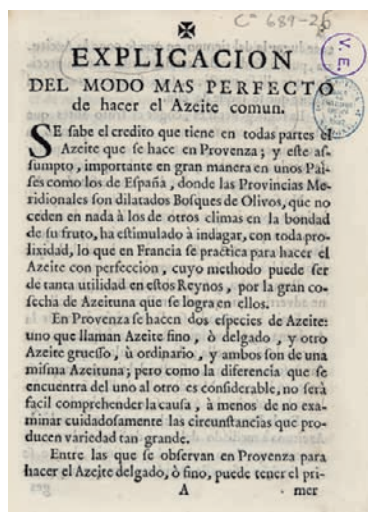 Cª 689-26
V. E.
EXPLICACION
DEL MODO MAS PERFECTO
de hacer el Azeite comun.
SE sabe el credito que tiene en todas partes el
Azeite que se hace en Provenza; y eſte aſ-
ſumpto, importante en gran manera en unos Paì-
ſes como los de Eſpaña, donde las Provincias Me-
ridionales ſon dilatados Boſques de Olivos, que no
ceden en nada à los de otros climas en la bondad
de ſu fruto, ha eſtimulado à indagar, con toda pro-
lixidad, lo que en Francia ſe practica para hacer el
Azeite con perfeccion, cuyo methodo puede ſer
de tanta utilidad en eſtos Reynos, por la gran co-
ſecha de Azeituna que ſe logra en ellos.
En Provenza ſe hacen dos eſpecies de Azeite:
uno que llaman Azeite fino, ò delgado, y otro
Azeite grueſſo, ù ordinario, y ambos ſon de una
miſma Azeituna; pero como la diferencia que ſe
encuentra del uno al otro es conſiderable, no ſerà
facil comprehender la cauſa, à menos de no exa-
minar cuidadoſamente las circunſtancias que pro-
ducen variedad tan grande.
Entre las que ſe obſervan en Provenza para
hacer el Azeite delgado, ò fino, puede tener el pri-
A mer